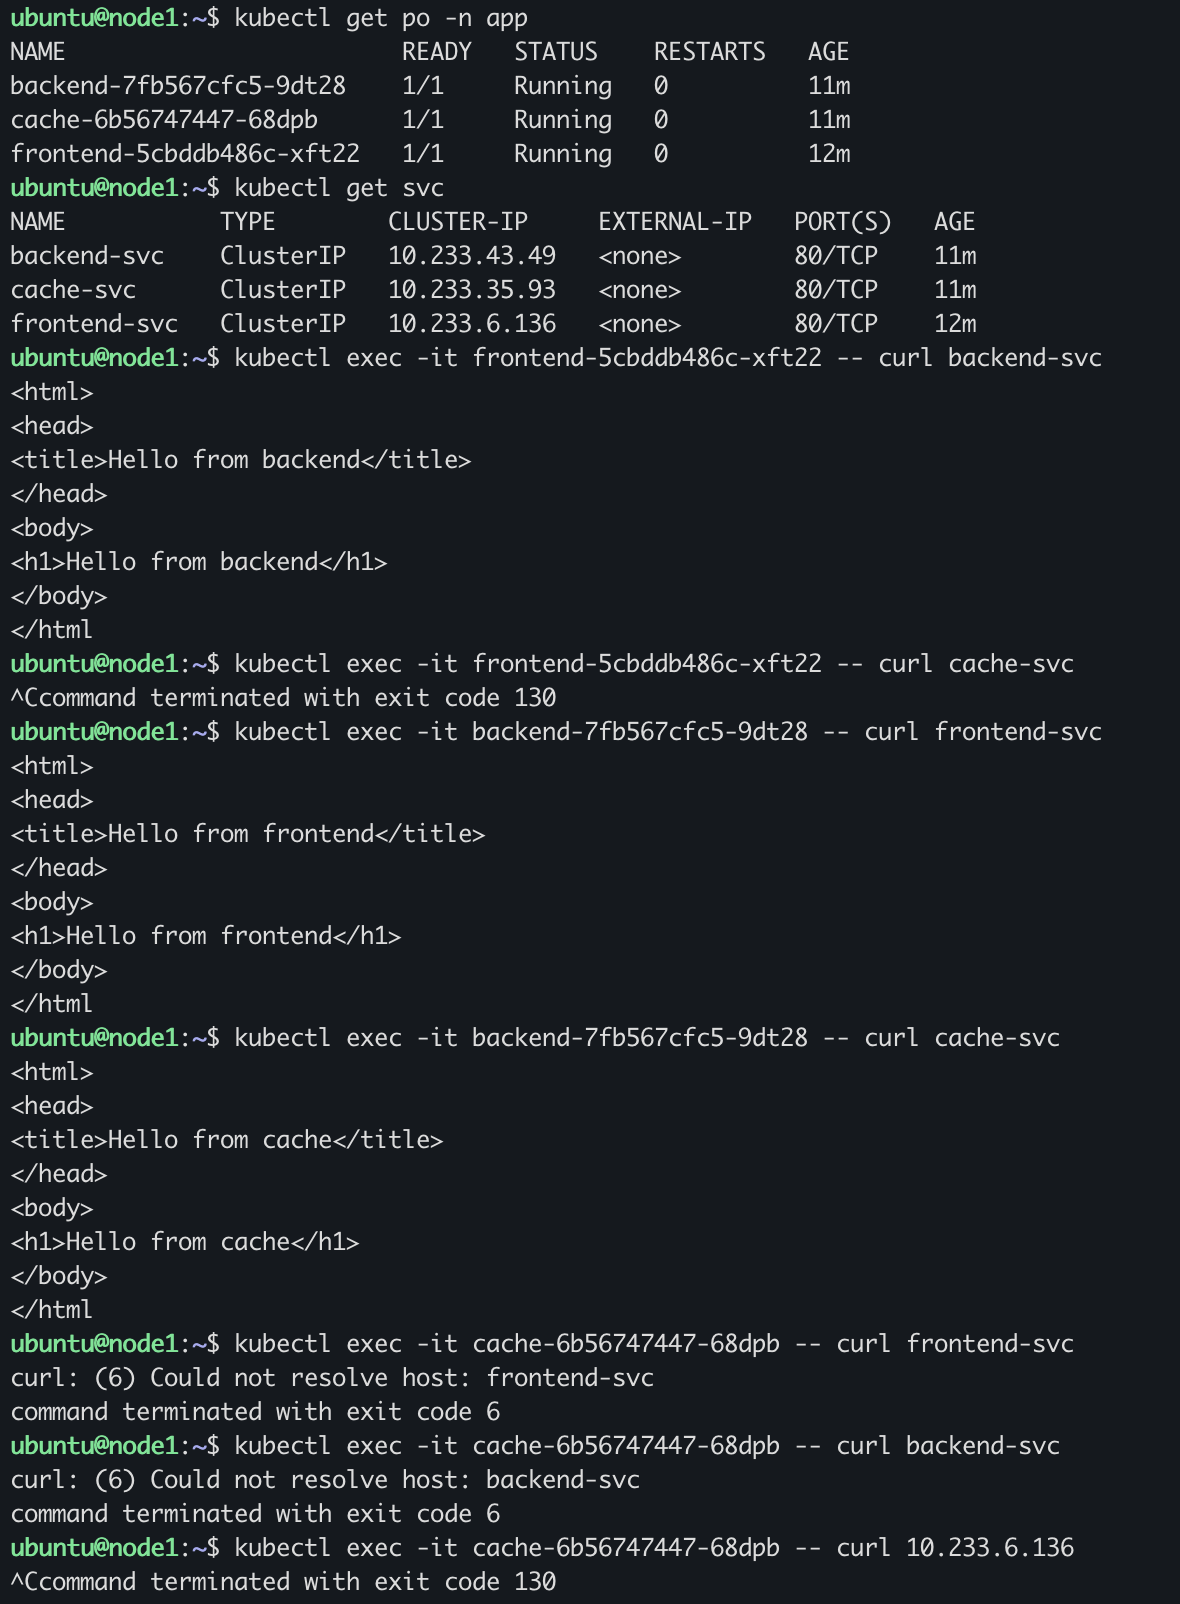 ubuntu@node1:~$ kubectl get po -n app
NAME                        READY   STATUS    RESTARTS   AGE
backend-7fb567cfc5-9dt28    1/1     Running   0          11m
cache-6b56747447-68dpb      1/1     Running   0          11m
frontend-5cbddb486c-xft22   1/1     Running   0          12m
ubuntu@node1:~$ kubectl get svc
NAME           TYPE        CLUSTER-IP     EXTERNAL-IP   PORT(S)   AGE
backend-svc    ClusterIP   10.233.43.49   <none>        80/TCP    11m
cache-svc      ClusterIP   10.233.35.93   <none>        80/TCP    11m
frontend-svc   ClusterIP   10.233.6.136   <none>        80/TCP    12m
ubuntu@node1:~$ kubectl exec -it frontend-5cbddb486c-xft22 -- curl backend-svc
<html>
<head>
<title>Hello from backend</title>
</head>
<body>
<h1>Hello from backend</h1>
</body>
</html
ubuntu@node1:~$ kubectl exec -it frontend-5cbddb486c-xft22 -- curl cache-svc
^Ccommand terminated with exit code 130
ubuntu@node1:~$ kubectl exec -it backend-7fb567cfc5-9dt28 -- curl frontend-svc
<html>
<head>
<title>Hello from frontend</title>
</head>
<body>
<h1>Hello from frontend</h1>
</body>
</html
ubuntu@node1:~$ kubectl exec -it backend-7fb567cfc5-9dt28 -- curl cache-svc
<html>
<head>
<title>Hello from cache</title>
</head>
<body>
<h1>Hello from cache</h1>
</body>
</html
ubuntu@node1:~$ kubectl exec -it cache-6b56747447-68dpb -- curl frontend-svc
curl: (6) Could not resolve host: frontend-svc
command terminated with exit code 6
ubuntu@node1:~$ kubectl exec -it cache-6b56747447-68dpb -- curl backend-svc
curl: (6) Could not resolve host: backend-svc
command terminated with exit code 6
ubuntu@node1:~$ kubectl exec -it cache-6b56747447-68dpb -- curl 10.233.6.136
^Ccommand terminated with exit code 130